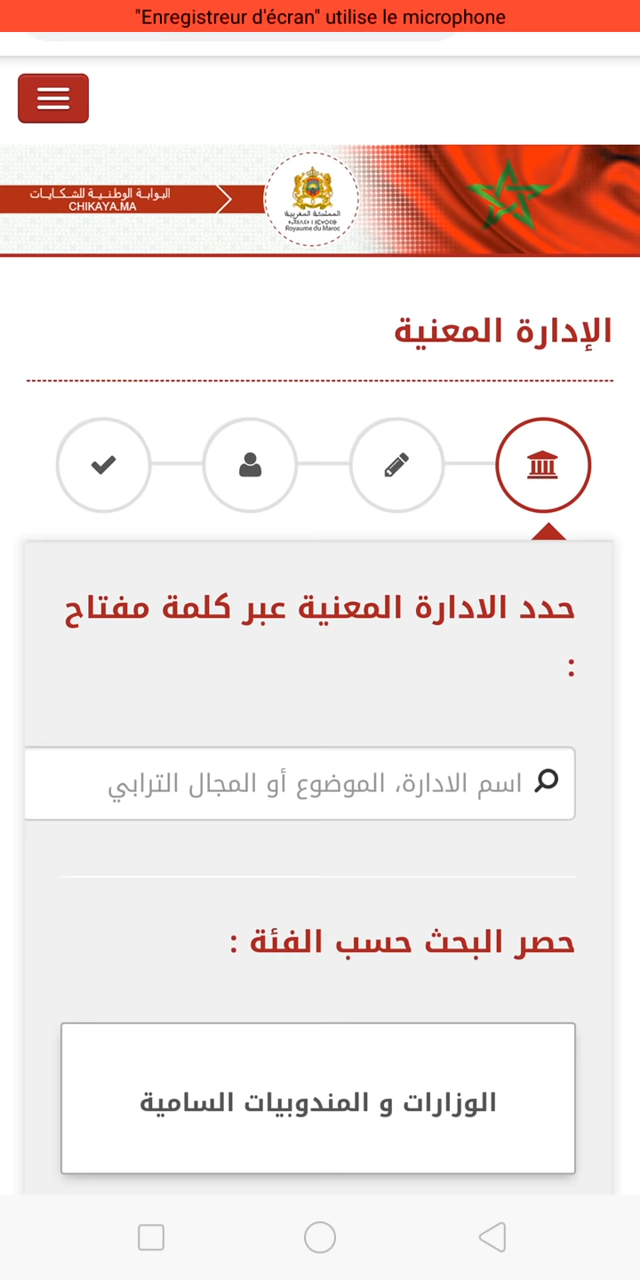 "Enregistreur d'écran" utilise le microphone
البوابة الوطنية للشكايات
CHIKAYA.MA
المملكة المغربية
Royaume du Maroc
الإدارة المعنية
حدد الادارة المعنية عبر كلمة مفتاح
:
اسم الادارة، الموضوع أو المجال الترابي
حصر البحث حسب الفئة :
الوزارات و المندوبيات السامية